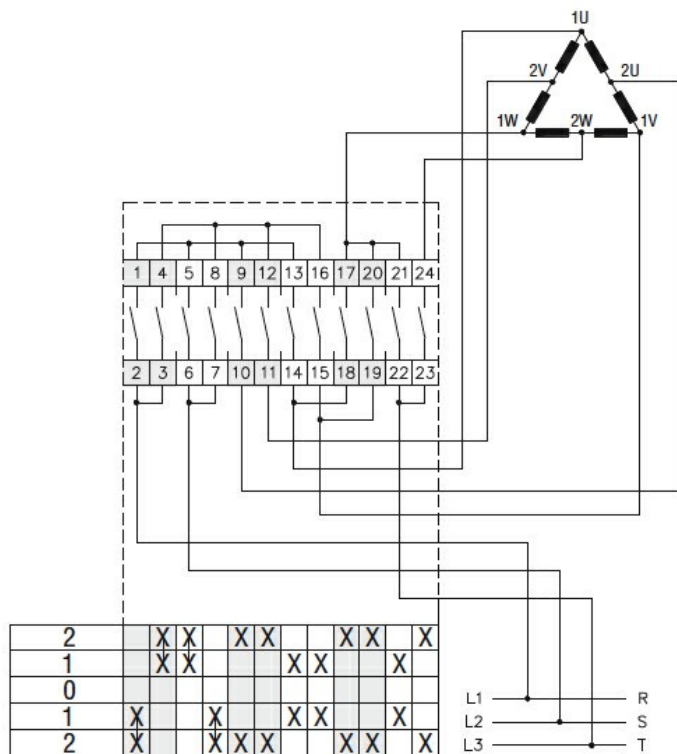 1U
2V 2U
1W 2W 1V
1 4 5 8 9 12 13 16 17 20 21 24
2 3 6 7 10 11 14 15 18 19 22 23
2 X X X X X X X
1 X X X X X
0
1 X X X X X
2 X X X X X X X
L1 R
L2 S
L3 T